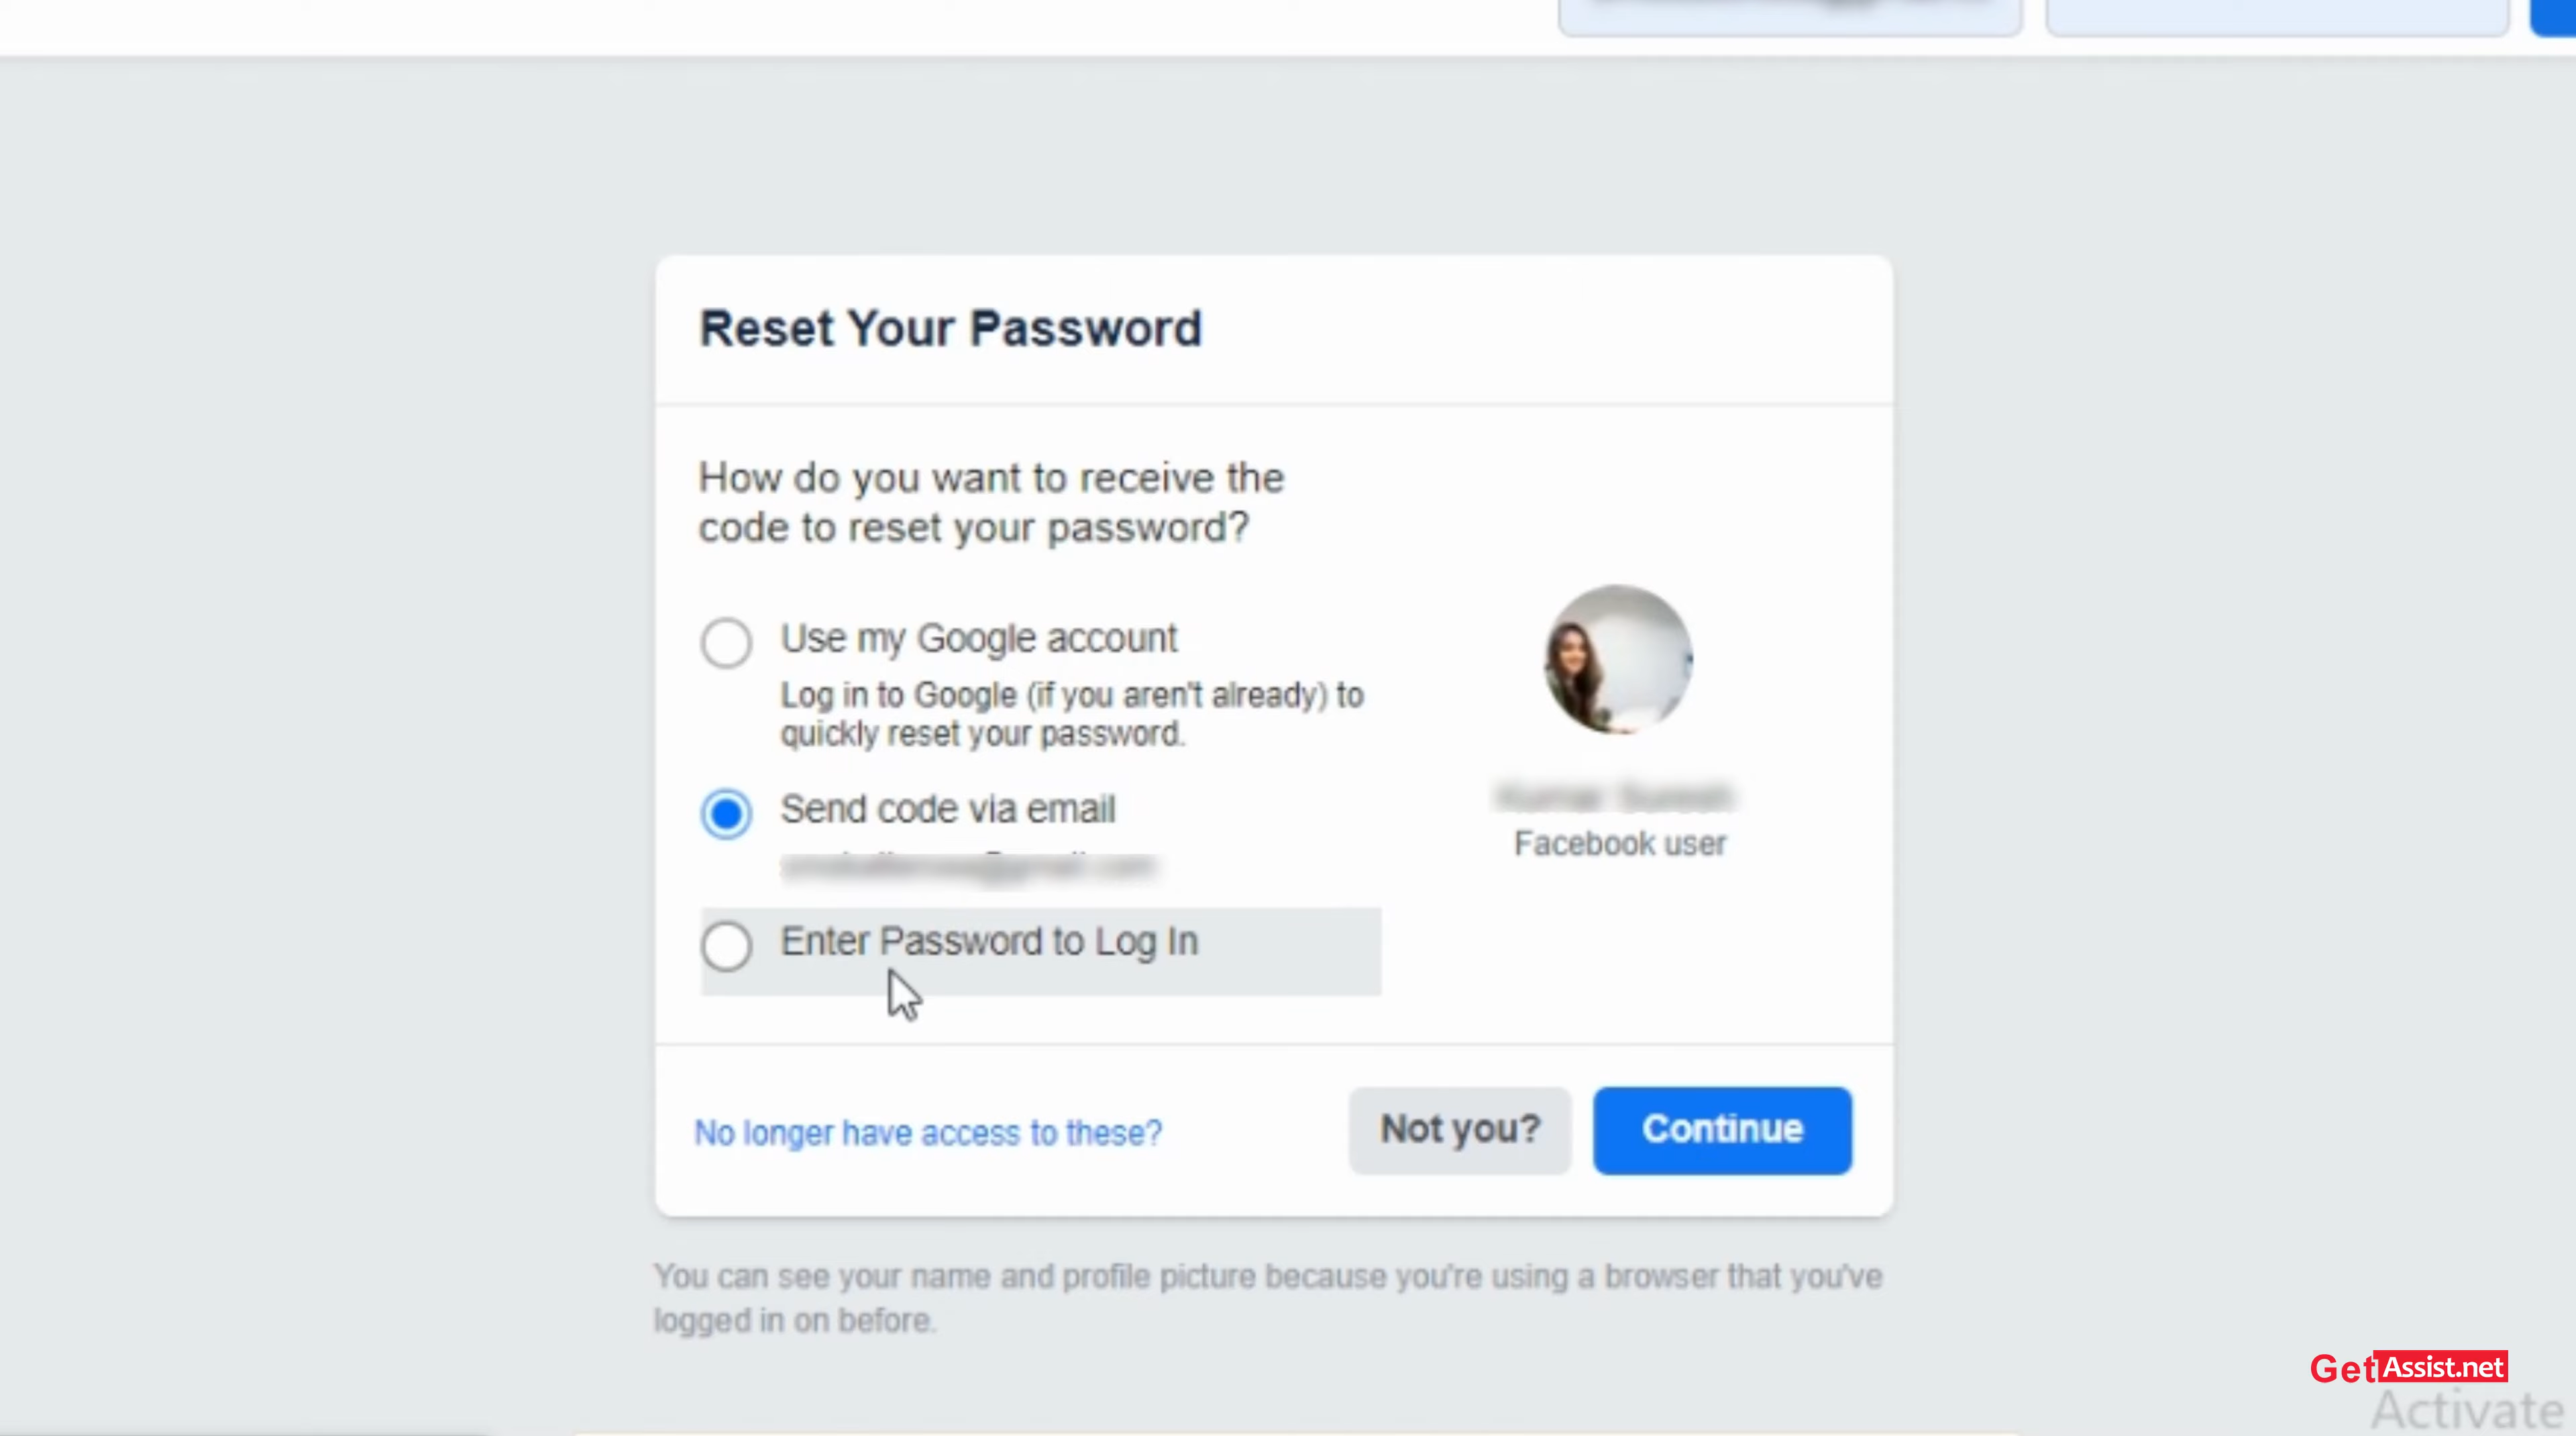 Reset Your Password
How do you want to receive the
code to reset your password?
Use my Google account
Log in to Google (if you aren't already) to
quickly reset your password.
Send code via email
Enter Password to Log In
Facebook user
No longer have access to these?
Not you?
Continue
You can see your name and profile picture because you're using a browser that you've
logged in on before.
GetAssist.net
Activate